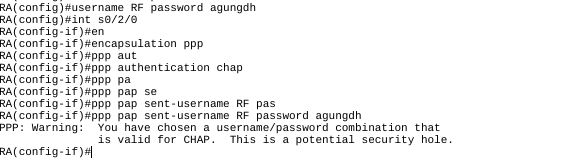 RA(config)#username RF password agungdh
RA(config)#int s0/2/0
RA(config-if)#en
RA(config-if)#encapsulation ppp
RA(config-if)#ppp aut
RA(config-if)#ppp authentication chap
RA(config-if)#ppp pa
RA(config-if)#ppp pap se
RA(config-if)#ppp pap sent-username RF pas
RA(config-if)#ppp pap sent-username RF password agungdh
PPP: Warning:  You have chosen a username/password combination that
               is valid for CHAP.  This is a potential security hole.
RA(config-if)#